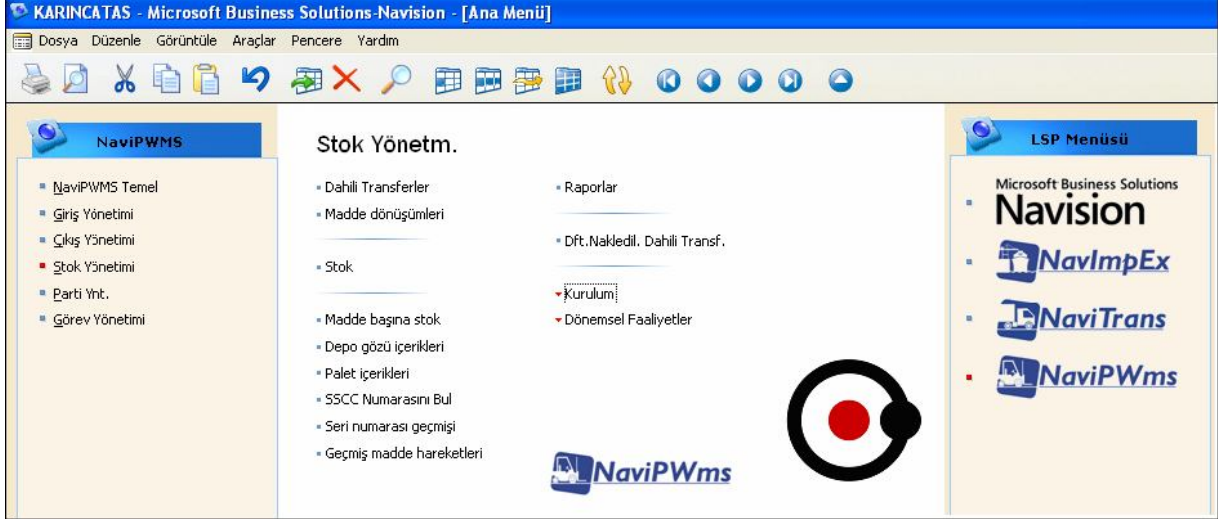 KARINCATAS - Microsoft Business Solutions-Navision - [Ana Menü]
Dosya Düzenle Görüntüle Araçlar Pencere Yardım
NaviPWMS
NaviPWMS Temel
Giriş Yönetimi
Çıkış Yönetimi
Stok Yönetimi
Parti Ynt.
Görev Yönetimi
Stok Yönetm.
Dahili Transferler
Madde dönüşümleri
Stok
Madde başına stok
Depo gözü içerikleri
Palet içerikleri
SSCC Numarasını Bul
Seri numarası geçmişi
Geçmiş madde hareketleri
Raporlar
Dft.Nakledil. Dahili Transf.
Kurulum
Dönemsel Faaliyetler
NaviPWms
LSP Menüsü
Microsoft Business Solutions
Navision
NavImpEx
NaviTrans
NaviPWms